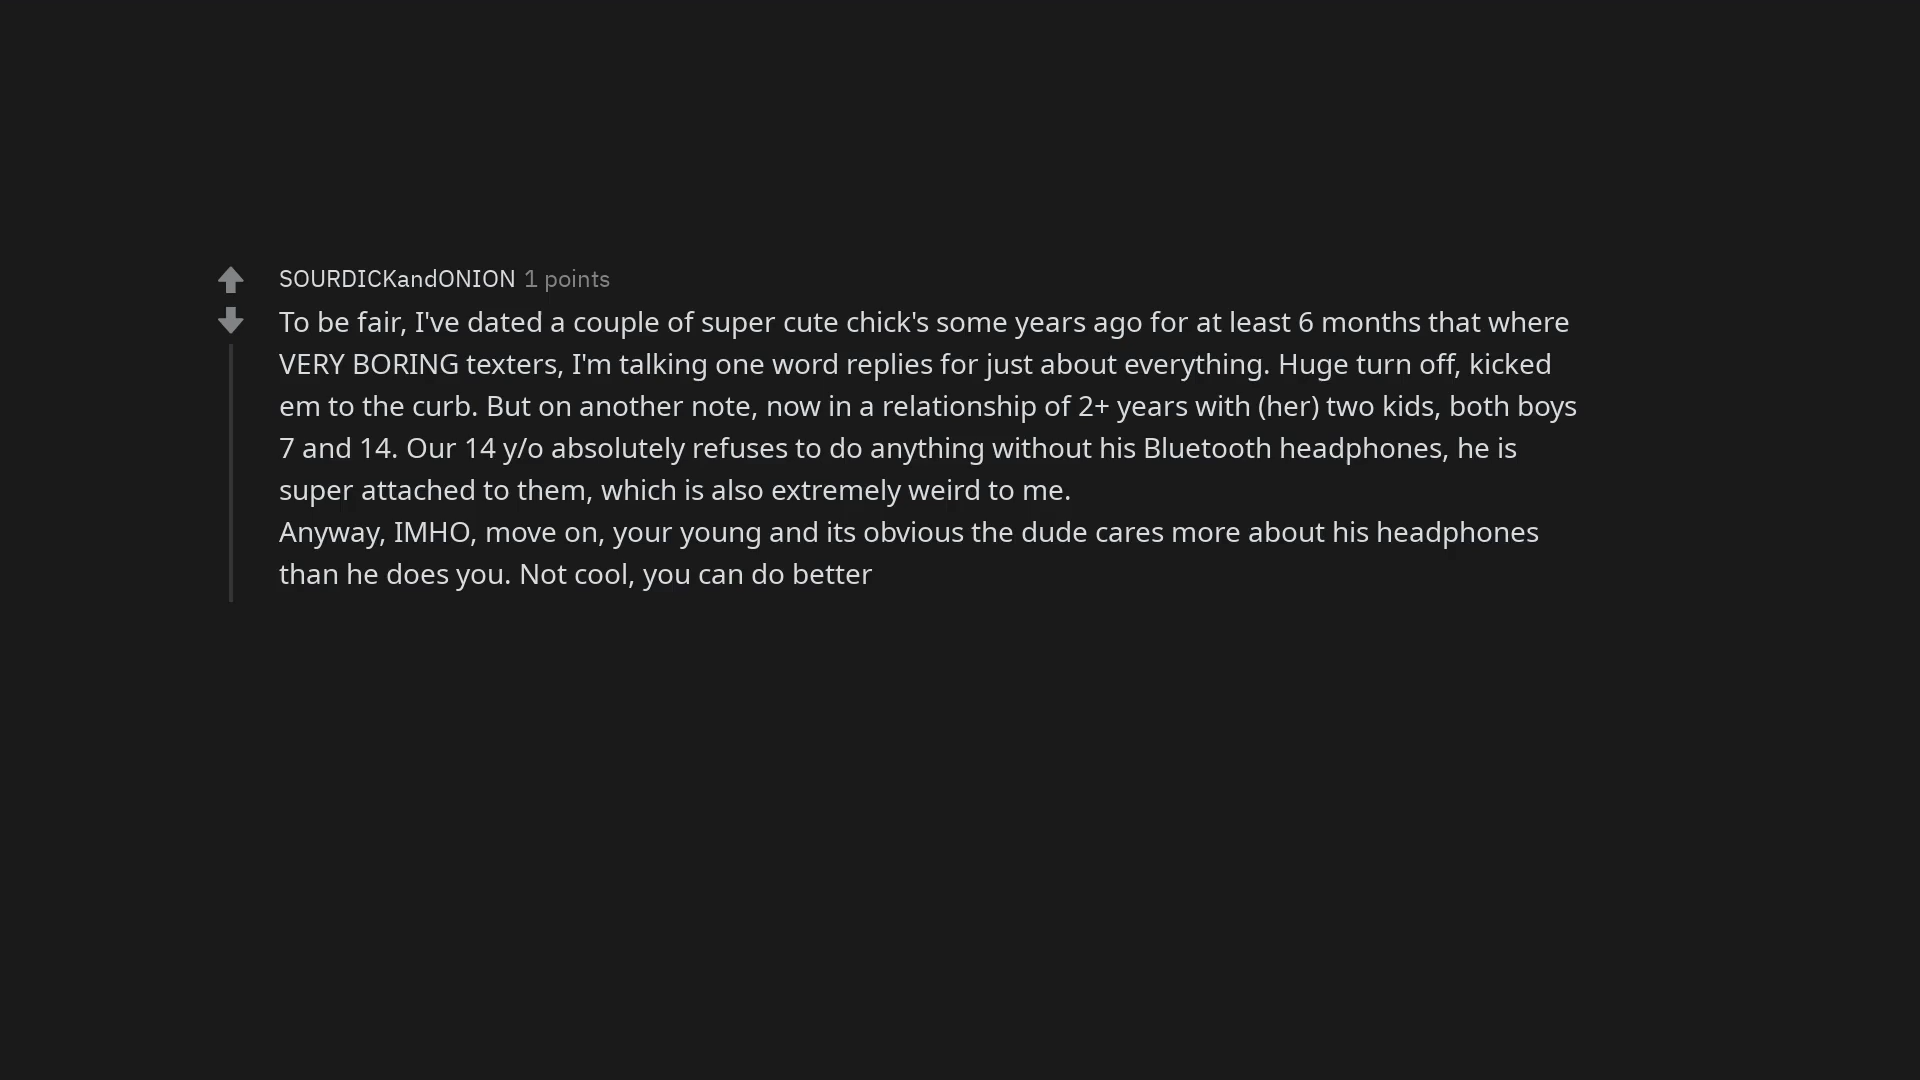 SOURDICKandONION 1 points
To be fair, I've dated a couple of super cute chick's some years ago for at least 6 months that where
VERY BORING texters, I'm talking one word replies for just about everything. Huge turn off, kicked
em to the curb. But on another note, now in a relationship of 2+ years with (her) two kids, both boys
7 and 14. Our 14 y/o absolutely refuses to do anything without his Bluetooth headphones, he is
super attached to them, which is also extremely weird to me.
Anyway, IMHO, move on, your young and its obvious the dude cares more about his headphones
than he does you. Not cool, you can do better